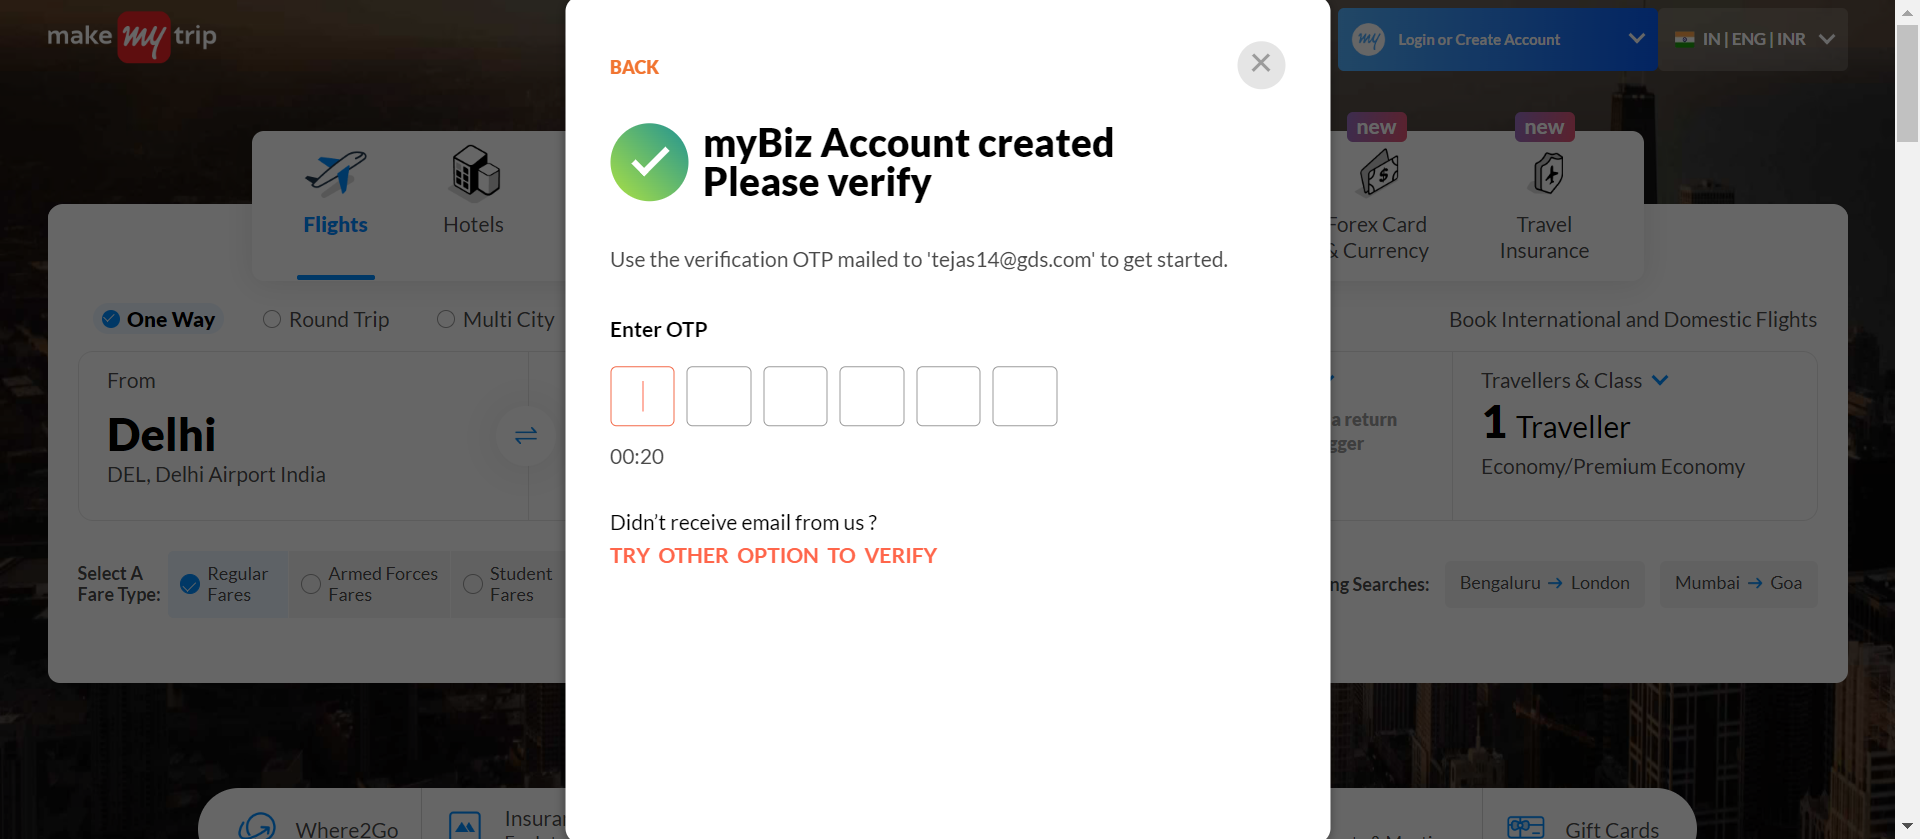 make my trip
my Login or Create Account
IN | ENG | INR
BACK
myBiz Account created
Please verify
Use the verification OTP mailed to 'tejas14@gds.com' to get started.
Enter OTP
00:20
Didn’t receive email from us ?
TRY OTHER OPTION TO VERIFY
Flights
Hotels
new
Forex Card
& Currency
new
Travel
Insurance
One Way
Round Trip
Multi City
Book International and Domestic Flights
From
Delhi
DEL, Delhi Airport India
a return
Travellers & Class
1 Traveller
Economy/Premium Economy
Select A
Fare Type:
Regular
Fares
Armed Forces
Fares
Student
Fares
Searches:
Bengaluru → London
Mumbai → Goa
Where2Go
Gift Cards